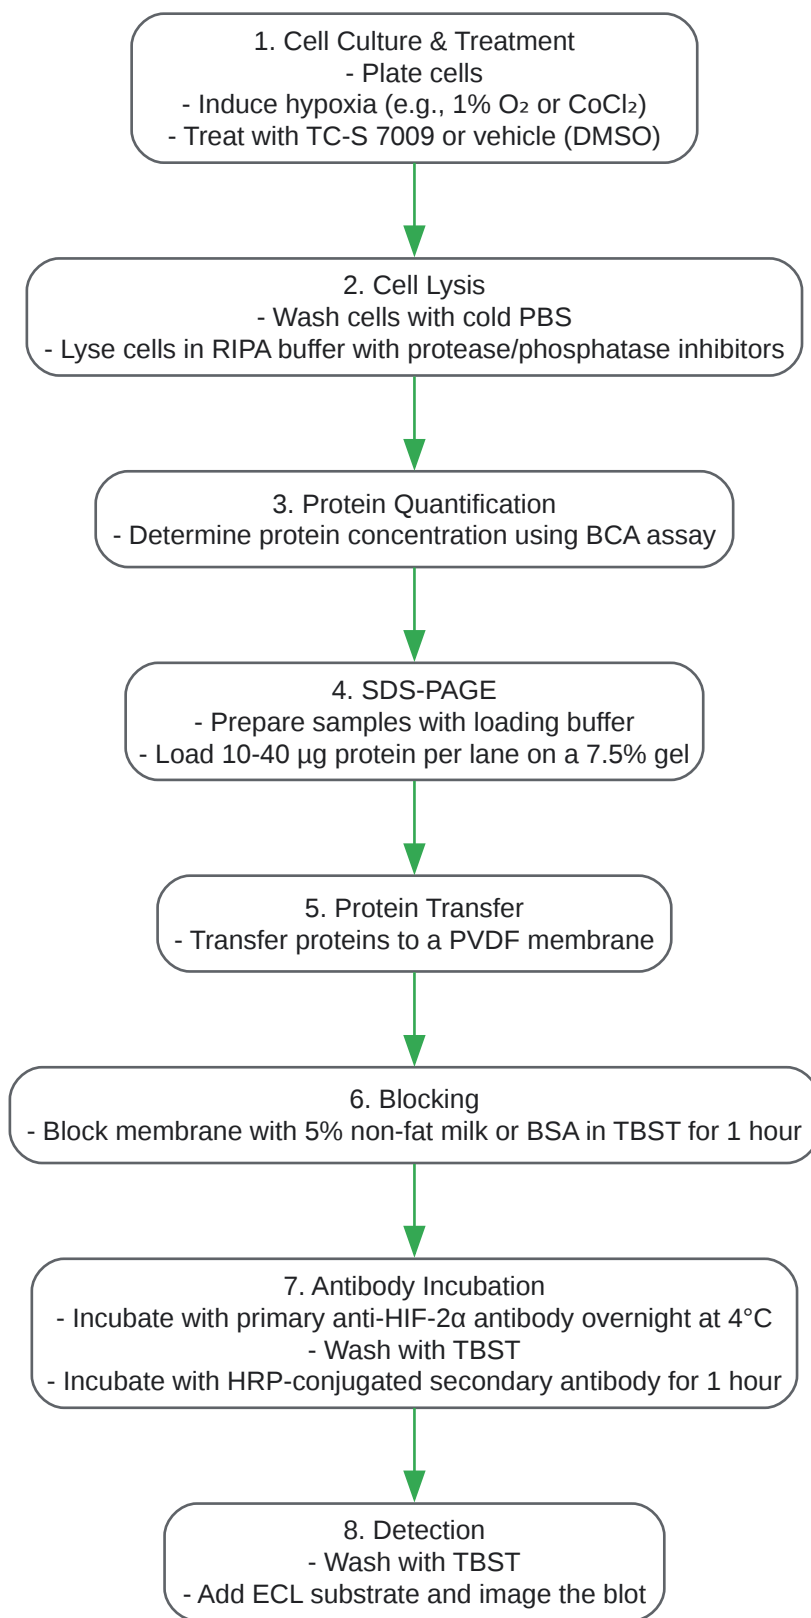 1. Cell Culture & Treatment
- Plate cells
- Induce hypoxia (e.g., 1% O₂ or CoCl₂)
- Treat with TC-S 7009 or vehicle (DMSO)
2. Cell Lysis
- Wash cells with cold PBS
- Lyse cells in RIPA buffer with protease/phosphatase inhibitors
3. Protein Quantification
- Determine protein concentration using BCA assay
4. SDS-PAGE
- Prepare samples with loading buffer
- Load 10-40 µg protein per lane on a 7.5% gel
5. Protein Transfer
- Transfer proteins to a PVDF membrane
6. Blocking
- Block membrane with 5% non-fat milk or BSA in TBST for 1 hour
7. Antibody Incubation
- Incubate with primary anti-HIF-2α antibody overnight at 4°C
- Wash with TBST
- Incubate with HRP-conjugated secondary antibody for 1 hour
8. Detection
- Wash with TBST
- Add ECL substrate and image the blot